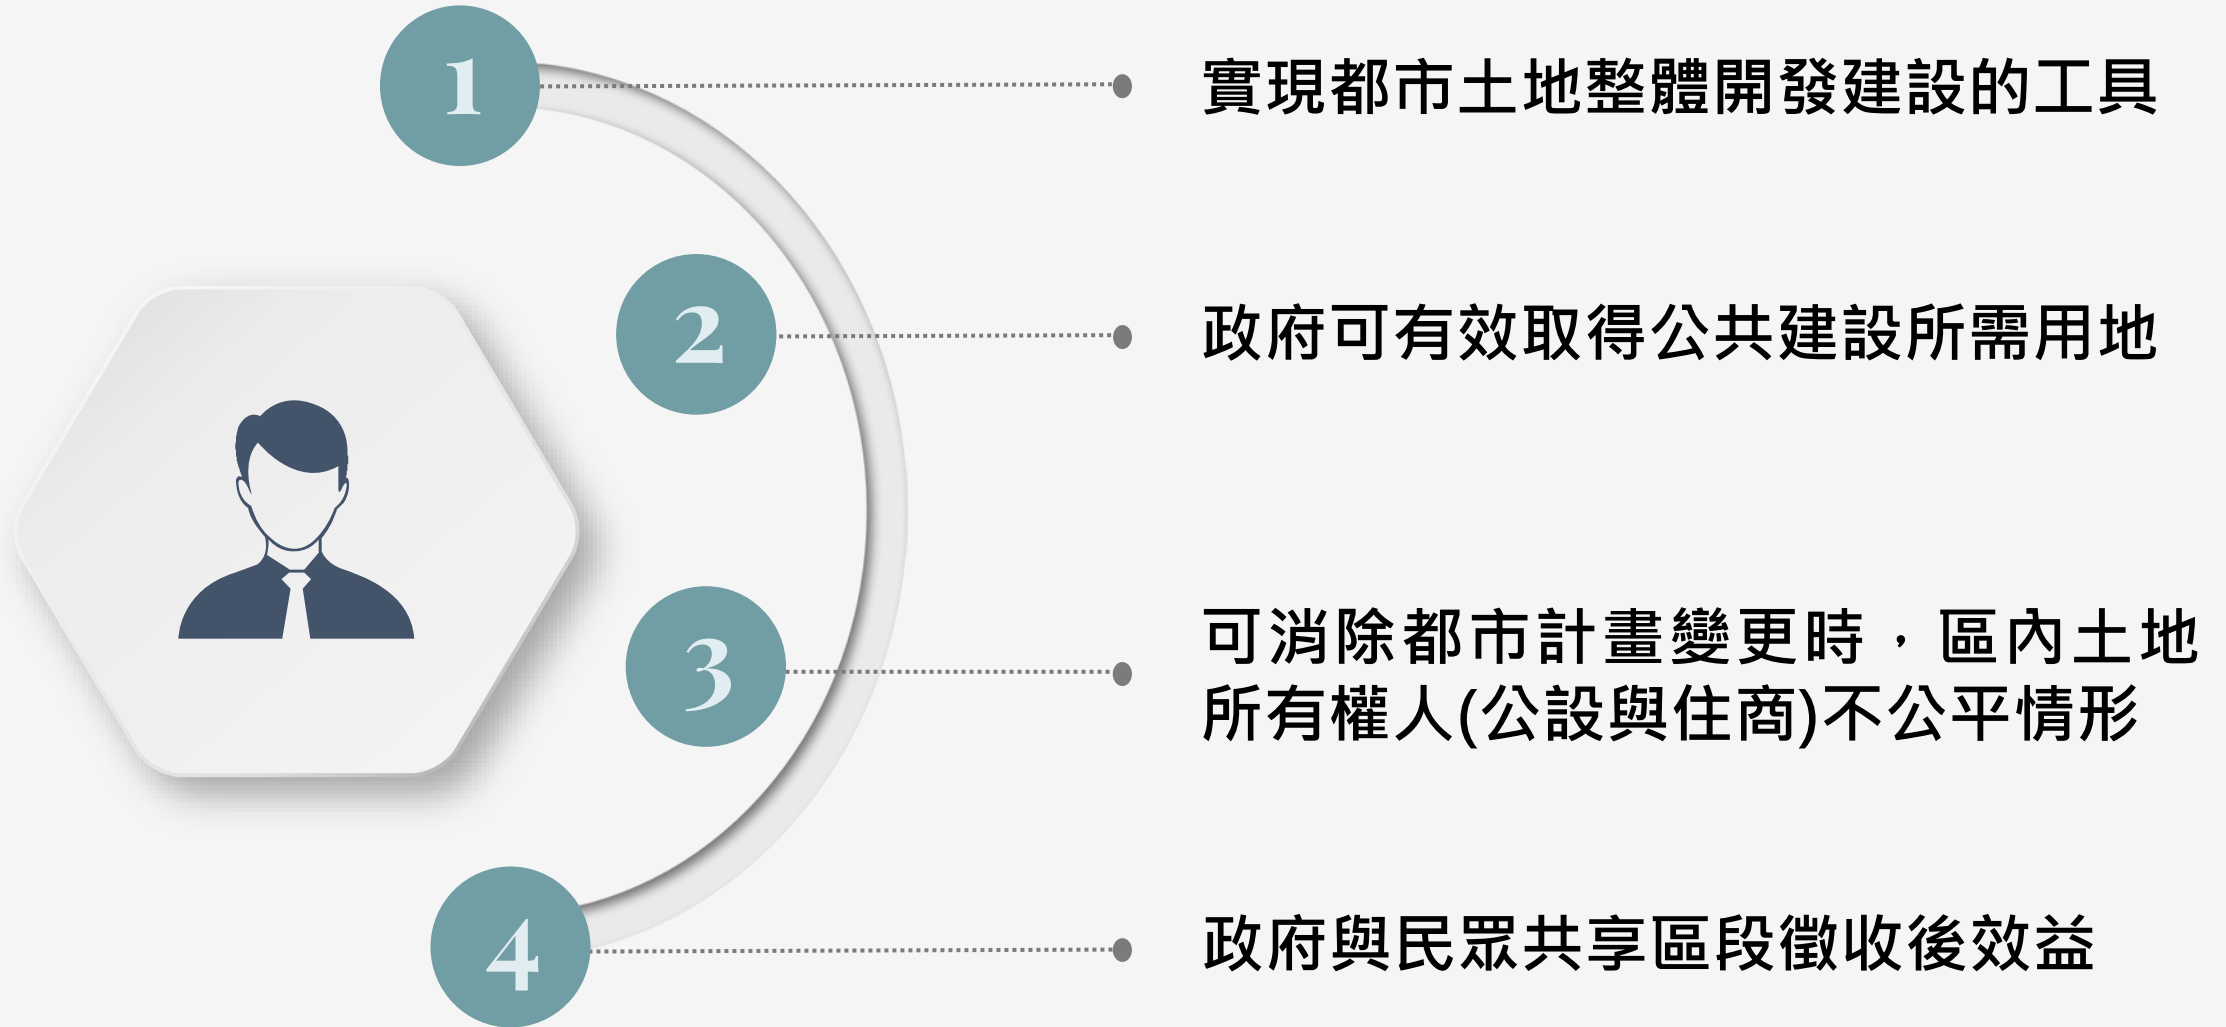 1
實現都市土地整體開發建設的工具
2
政府可有效取得公共建設所需用地
3
可消除都市計畫變更時，區內土地
所有權人(公設與住商)不公平情形
4
政府與民眾共享區段徵收後效益